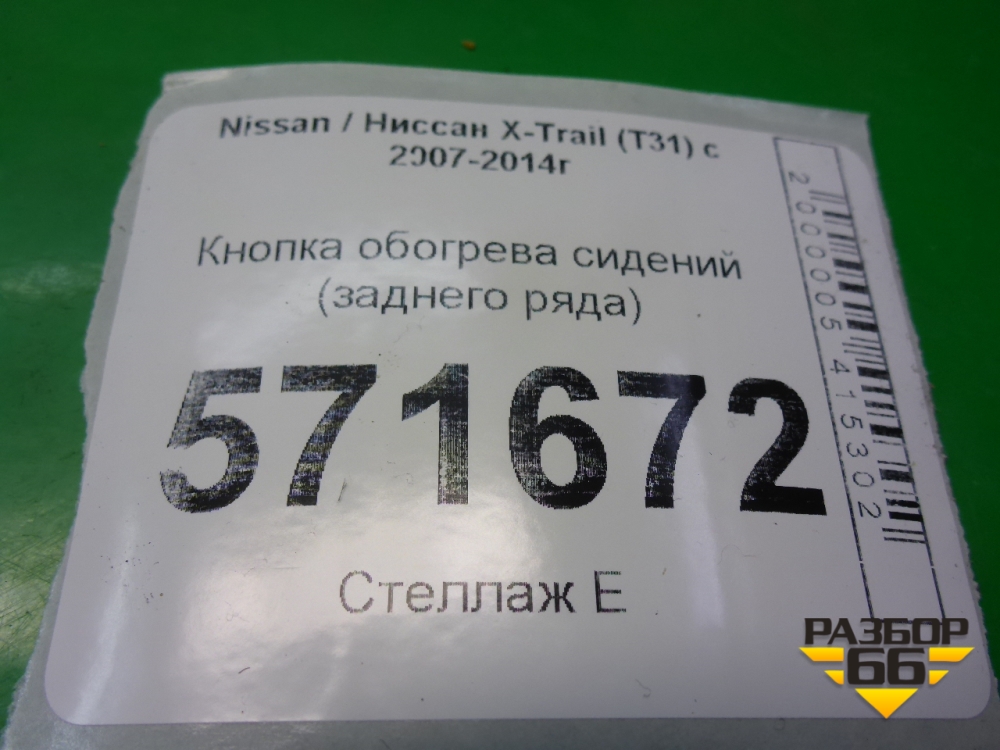 Nissan / Ниссан X-Trail (T31) с
2007-2014г
Кнопка обогрева сидений
(заднего ряда)
571672
Стеллаж Е
2000005415302
РАЗБОР
66